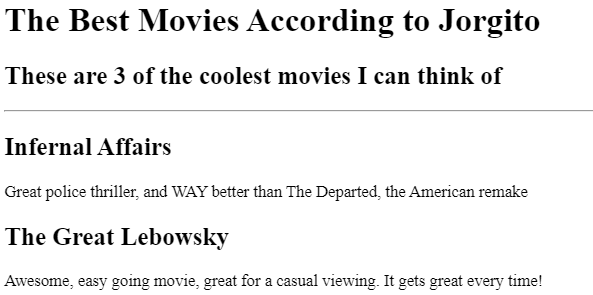 The Best Movies According to Jorgito
These are 3 of the coolest movies I can think of
Infernal Affairs
Great police thriller, and WAY better than The Departed, the American remake
The Great Lebowsky
Awesome, easy going movie, great for a casual viewing. It gets great every time!